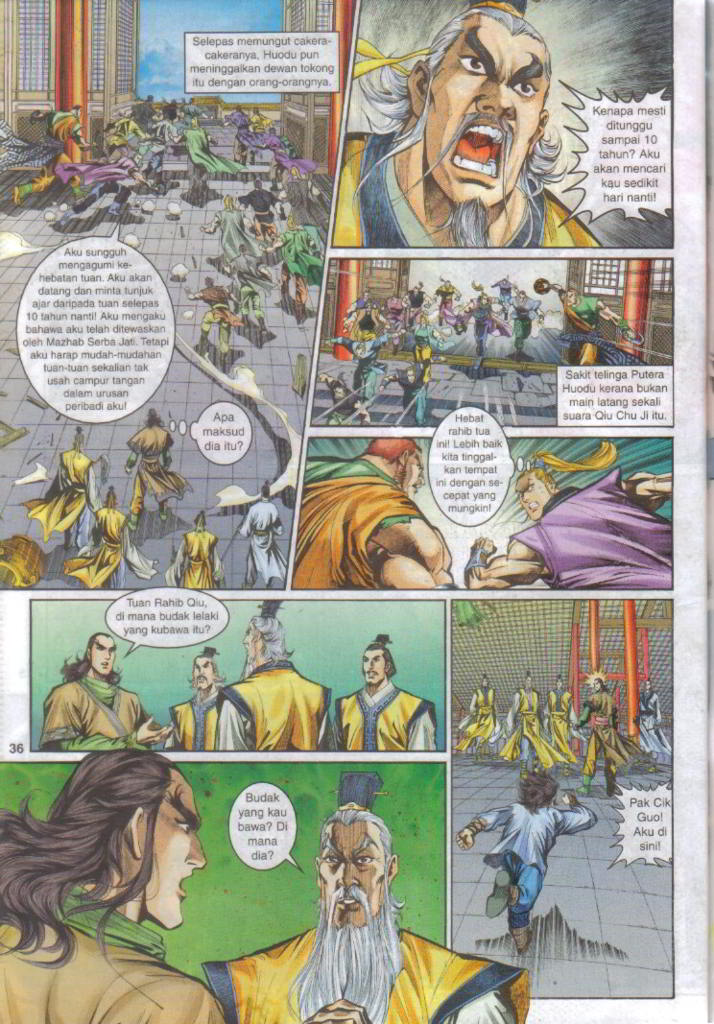 Selepas memungut cakera-
cakeranya, Huodu pun
meninggalkan dewan tokong
itu dengan orang-orangnya.
Aku sungguh
mengagumi ke-
hebatan tuan. Aku akan
datang dan minta tunjuk
ajar daripada tuan selepas
10 tahun nanti! Aku mengaku
bahawa aku telah ditewaskan
oleh Mazhab Serba Jati. Tetapi
aku harap mudah-mudahan
tuan-tuan sekalian tak
usah campur tangan
dalam urusan
peribadi aku!
Apa
maksud
dia itu?
Kenapa mesti
ditunggu
sampai 10
tahun? Aku
akan mencari
kau sedikit
hari nanti!
Sakit telinga Putera
Huodu kerana bukan
main latang sekali
suara Qiu Chu Ji itu.
Hebat
rahib tua
ini! Lebih baik
kita tinggal-
kan tempat
ini dengan se-
cepat yang
mungkin!
Tuan Rahib Qiu,
di mana budak lelaki
yang kubawa itu?
Budak
yang kau
bawa? Di
mana
dia?
Pak Cik
Guo!
Aku di
sini!
36